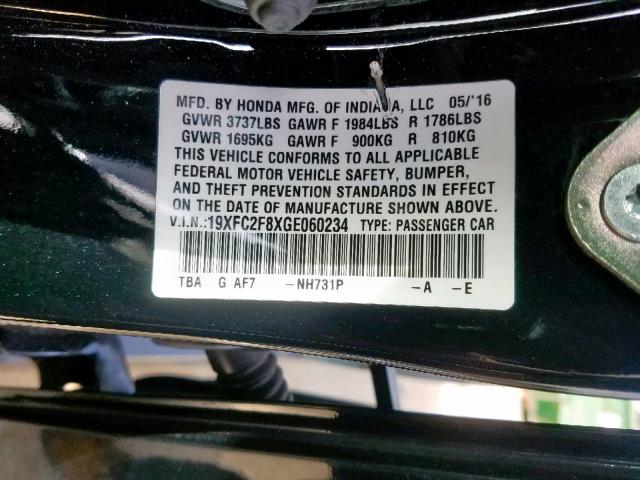 MFD. BY HONDA MFG. OF INDIANA, LLC 05/'16
GVWR 3737LBS GAWR F 1984LBS R 1786LBS
GVWR 1695KG GAWR F 900KG R 810KG
THIS VEHICLE CONFORMS TO ALL APPLICABLE
FEDERAL MOTOR VEHICLE SAFETY, BUMPER,
AND THEFT PREVENTION STANDARDS IN EFFECT
ON THE DATE OF MANUFACTURE SHOWN ABOVE.
V.I.N.:19XFC2F8XGE060234 TYPE: PASSENGER CAR
TBA G AF7 -NH731P -A -E